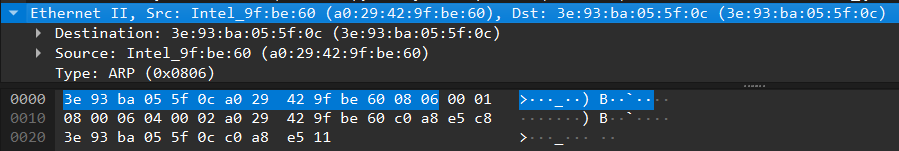 Ethernet II, Src: Intel_9f:be:60 (a0:29:42:9f:be:60), Dst: 3e:93:ba:05:5f:0c (3e:93:ba:05:5f:0c)
Destination: 3e:93:ba:05:5f:0c (3e:93:ba:05:5f:0c)
Source: Intel_9f:be:60 (a0:29:42:9f:be:60)
Type: ARP (0x0806)
0000 3e 93 ba 05 5f 0c a0 29 42 9f be 60 08 06 00 01 >···_··) B··`····
0010 08 00 06 04 00 02 a0 29 42 9f be 60 c0 a8 e5 c8 ·······) B··`····
0020 3e 93 ba 05 5f 0c c0 a8 e5 11 >···_··· ··